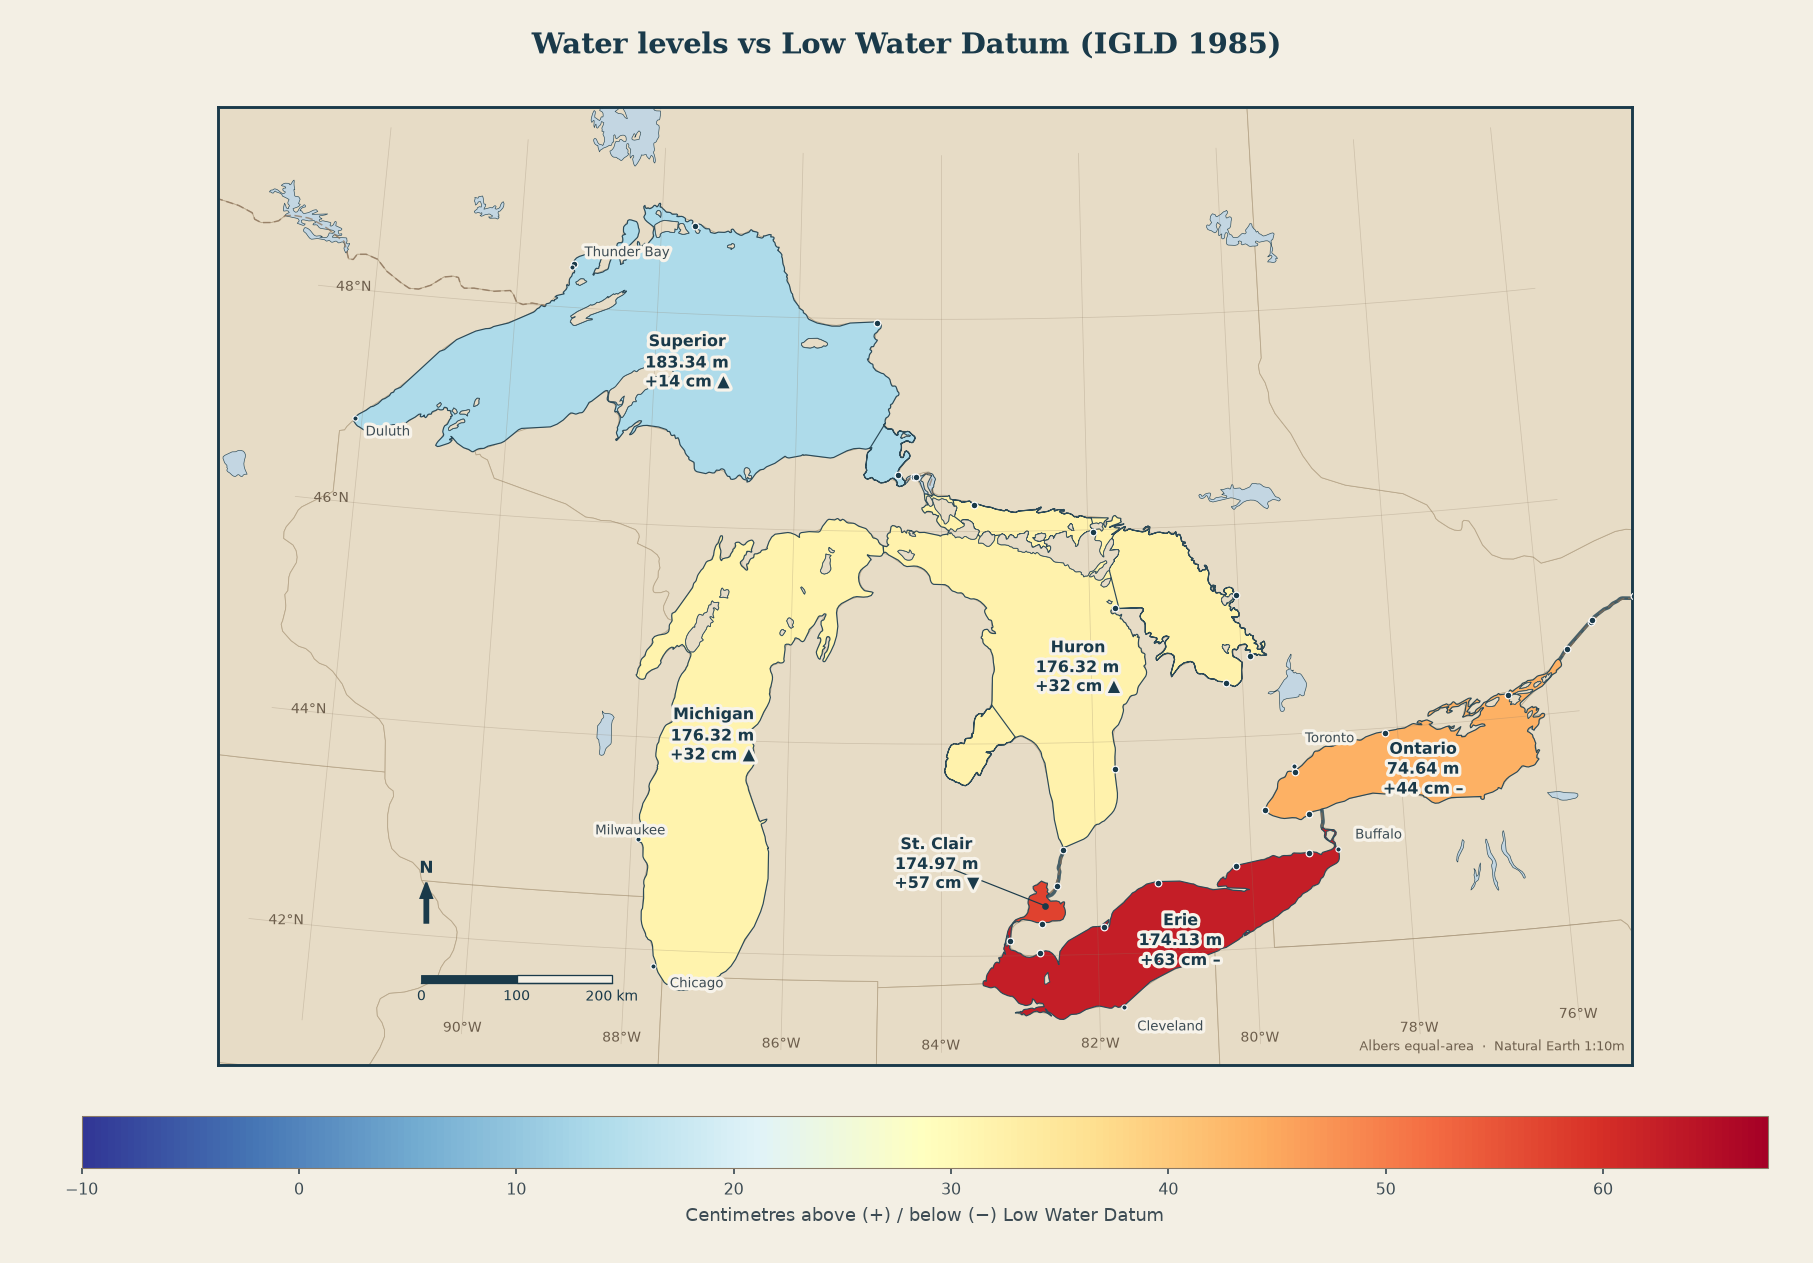 Water levels vs Low Water Datum (IGLD 1985)
Thunder Bay
48°N
Superior
183.34 m
+14 cm ▲
Duluth
46°N
Huron
176.32 m
+32 cm ▲
44°N
Michigan
176.32 m
+32 cm ▲
Toronto
Ontario
74.64 m
+44 cm –
Milwaukee
Buffalo
St. Clair
174.97 m
+57 cm ▼
N
42°N
Erie
174.13 m
+63 cm –
Chicago
0 100 200 km
Cleveland
90°W 88°W 86°W 84°W 82°W 80°W 78°W 76°W
Albers equal-area · Natural Earth 1:10m
−10 0 10 20 30 40 50 60
Centimetres above (+) / below (−) Low Water Datum